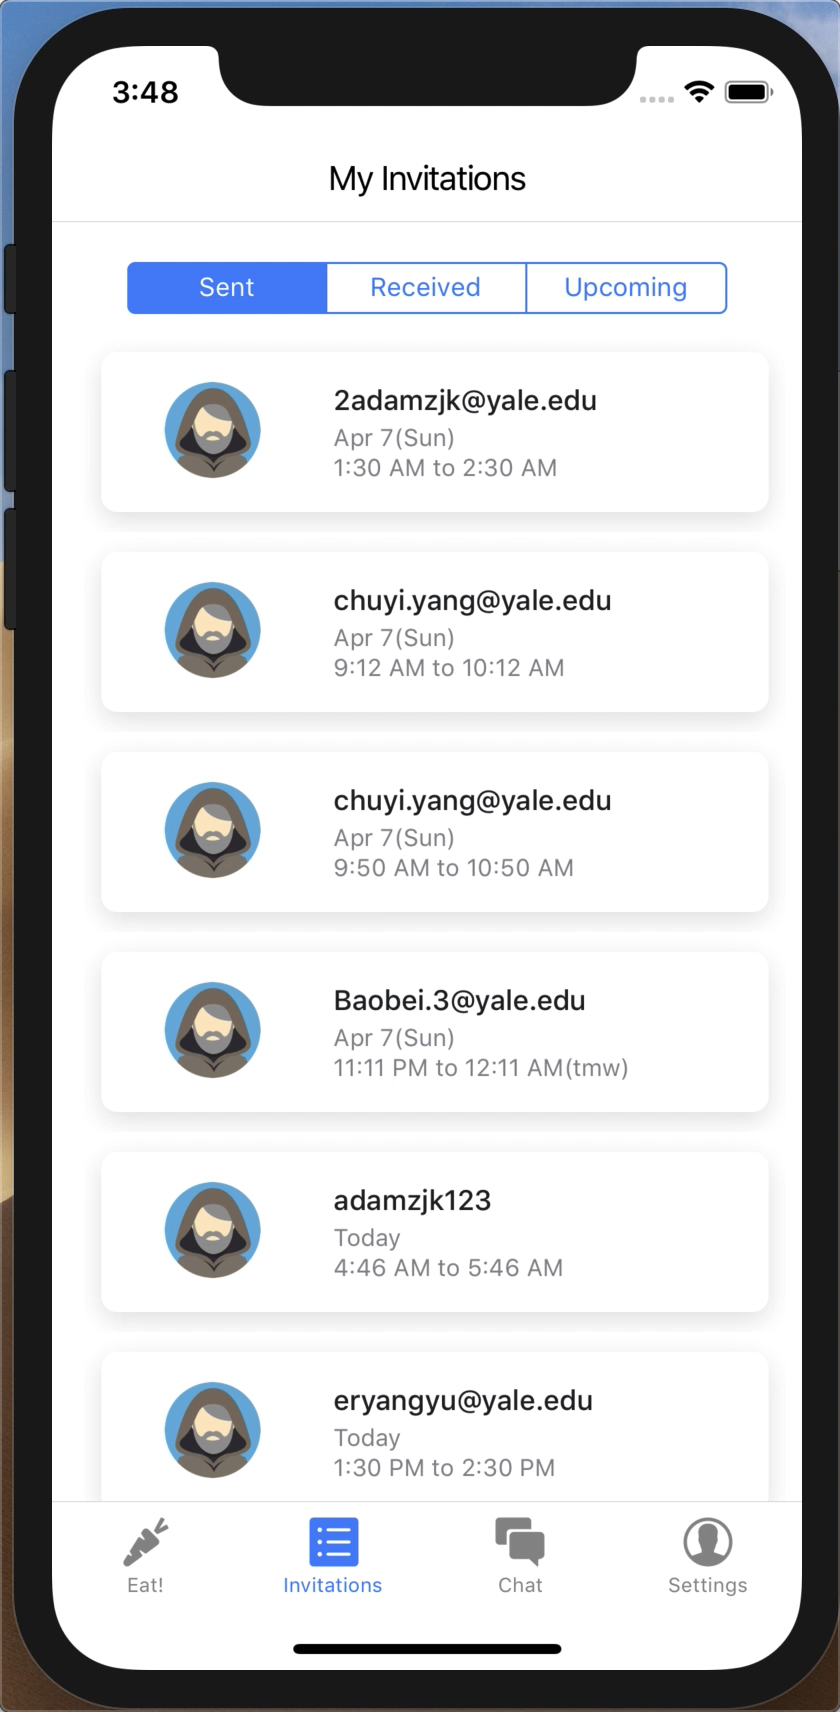 3:48
My Invitations
Sent Received Upcoming
2adamzjk@yale.edu
Apr 7(Sun)
1:30 AM to 2:30 AM
chuyi.yang@yale.edu
Apr 7(Sun)
9:12 AM to 10:12 AM
chuyi.yang@yale.edu
Apr 7(Sun)
9:50 AM to 10:50 AM
Baobei.3@yale.edu
Apr 7(Sun)
11:11 PM to 12:11 AM(tmw)
adamzjk123
Today
4:46 AM to 5:46 AM
eryangyu@yale.edu
Today
1:30 PM to 2:30 PM
Eat! Invitations Chat Settings